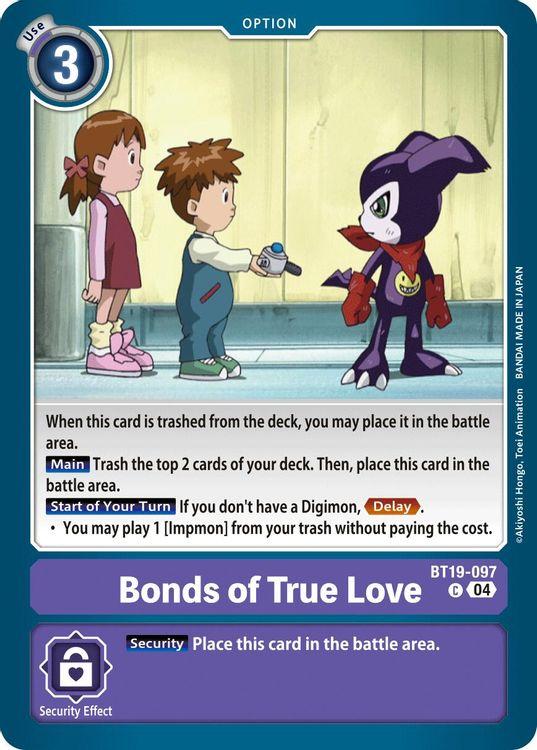 OPTION
Use
3
When this card is trashed from the deck, you may place it in the battle
area.
Main Trash the top 2 cards of your deck. Then, place this card in the
battle area.
Start of Your Turn If you don't have a Digimon, Delay.
• You may play 1 [Impmon] from your trash without paying the cost.
©Akiyoshi Hongo, Toei Animation BANDAI MADE IN JAPAN
BT19-097
Bonds of True Love C 04
Security Place this card in the battle area.
Security Effect